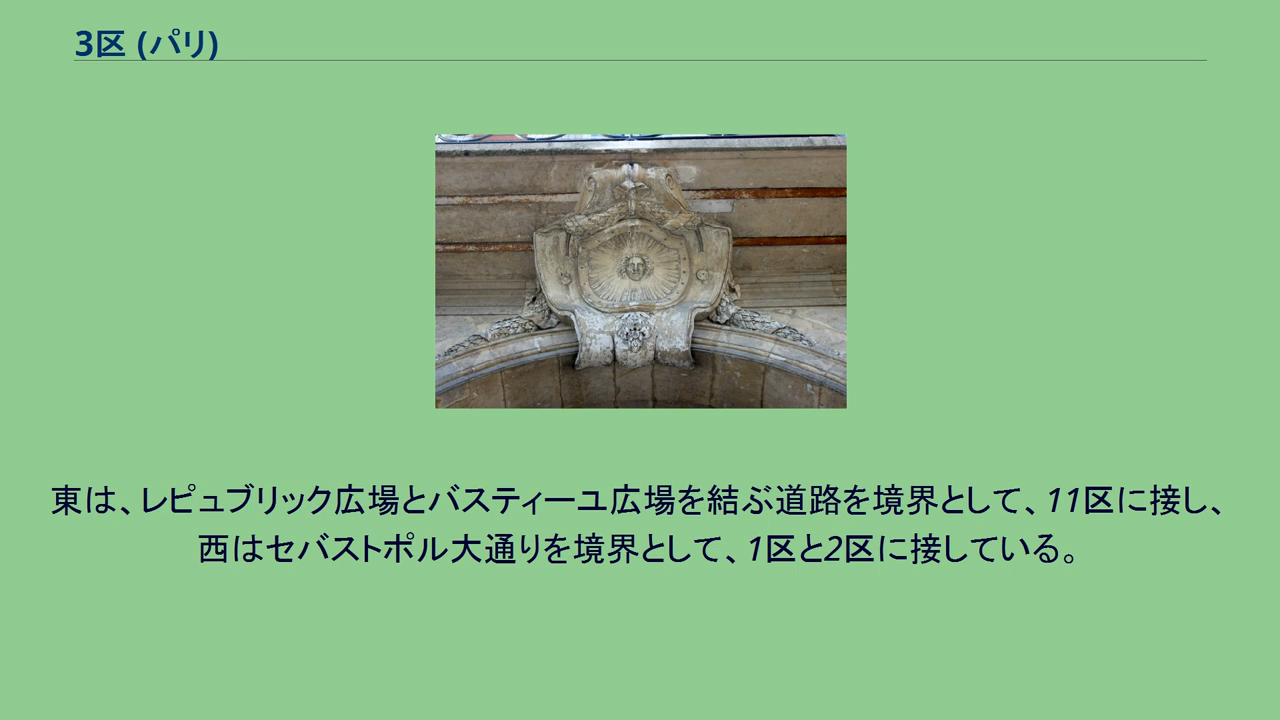 3区 (パリ)
東は、レピュブリック広場とバスティーユ広場を結ぶ道路を境界として、11区に接し、
西はセバストポル大通りを境界として、1区と2区に接している。